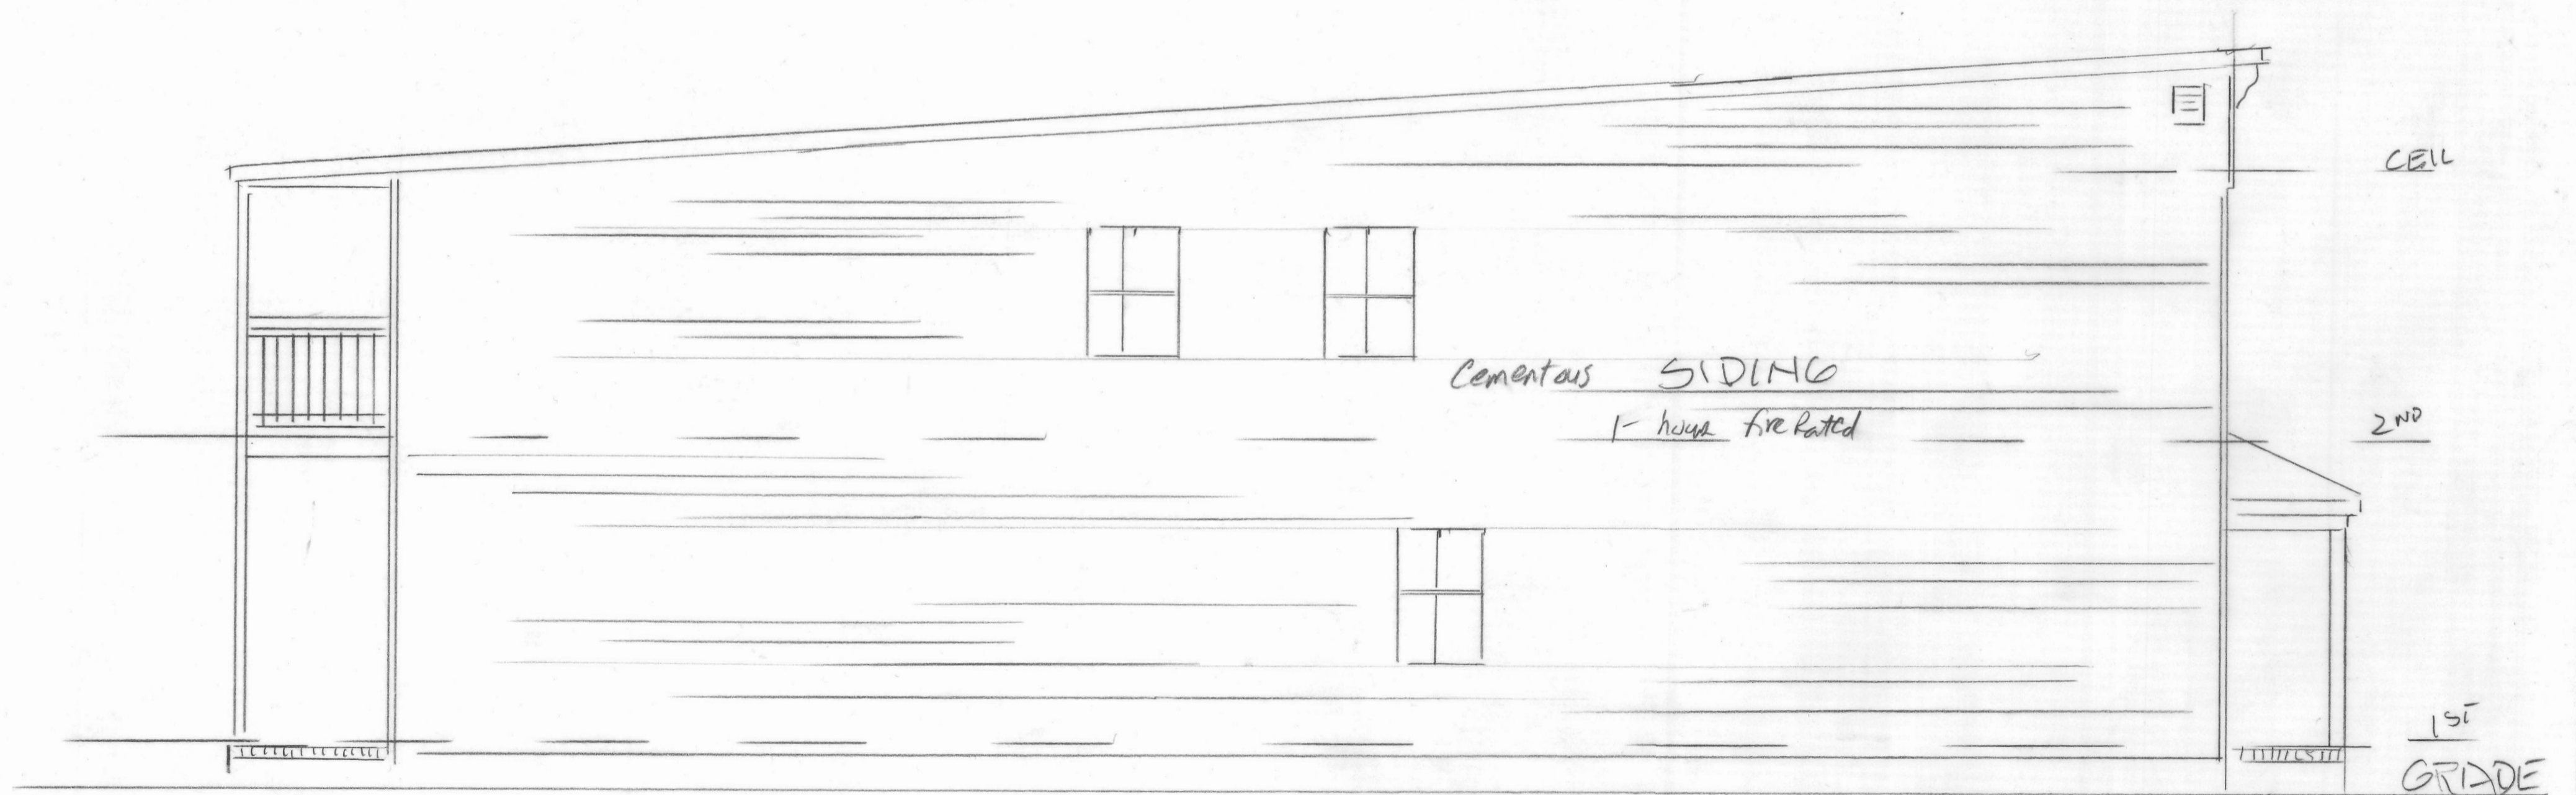 CEIL
Cementous SIDING
1- hour fire Rated
2ND
1ST
GRADE